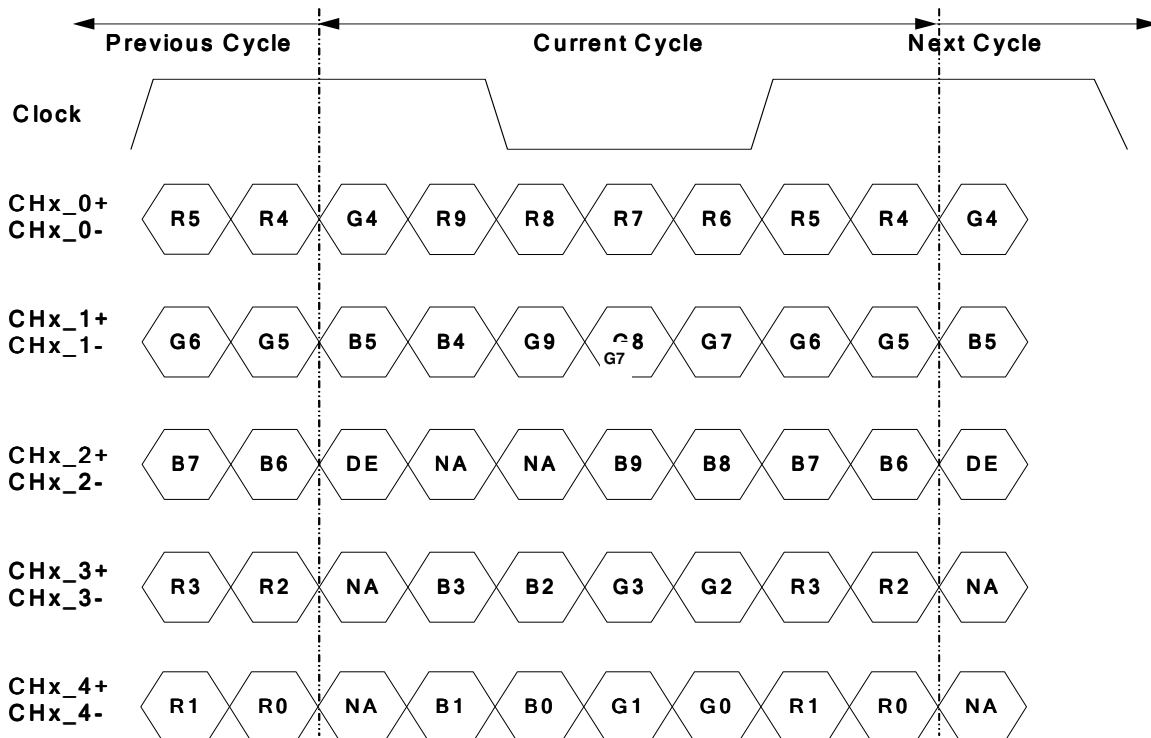 Previous Cycle Current Cycle Next Cycle
Clock
CHx_0+
CHx_0-
R5 R4 G4 R9 R8 R7 R6 R5 R4 G4
CHx_1+
CHx_1-
G6 G5 B5 B4 G9 G8 G7 G6 G5 B5
G7
CHx_2+
CHx_2-
B7 B6 DE NA NA B9 B8 B7 B6 DE
CHx_3+
CHx_3-
R3 R2 NA B3 B2 G3 G2 R3 R2 NA
CHx_4+
CHx_4-
R1 R0 NA B1 B0 G1 G0 R1 R0 NA